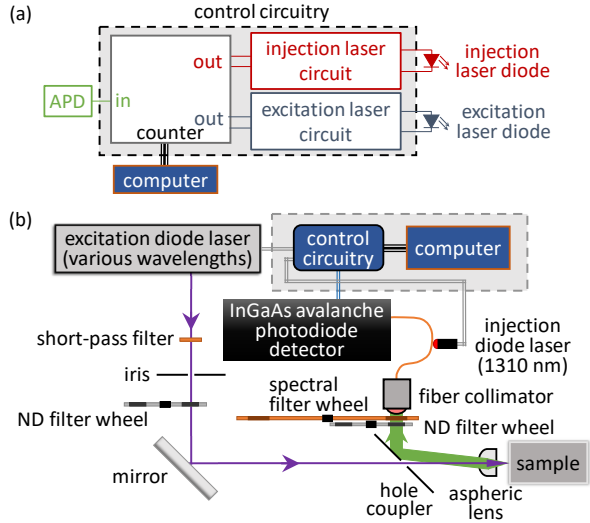 (a)
control circuitry
out
injection laser
circuit
injection
laser diode
APD
in
out
excitation laser
circuit
excitation
laser diode
counter
computer
(b)
excitation diode laser
(various wavelengths)
control
circuitry
computer
InGaAs avalanche
photodiode
detector
short-pass filter
injection
diode laser
(1310 nm)
iris
spectral
filter wheel
fiber collimator
ND filter wheel
ND filter wheel
mirror
hole
coupler
aspheric
lens
sample